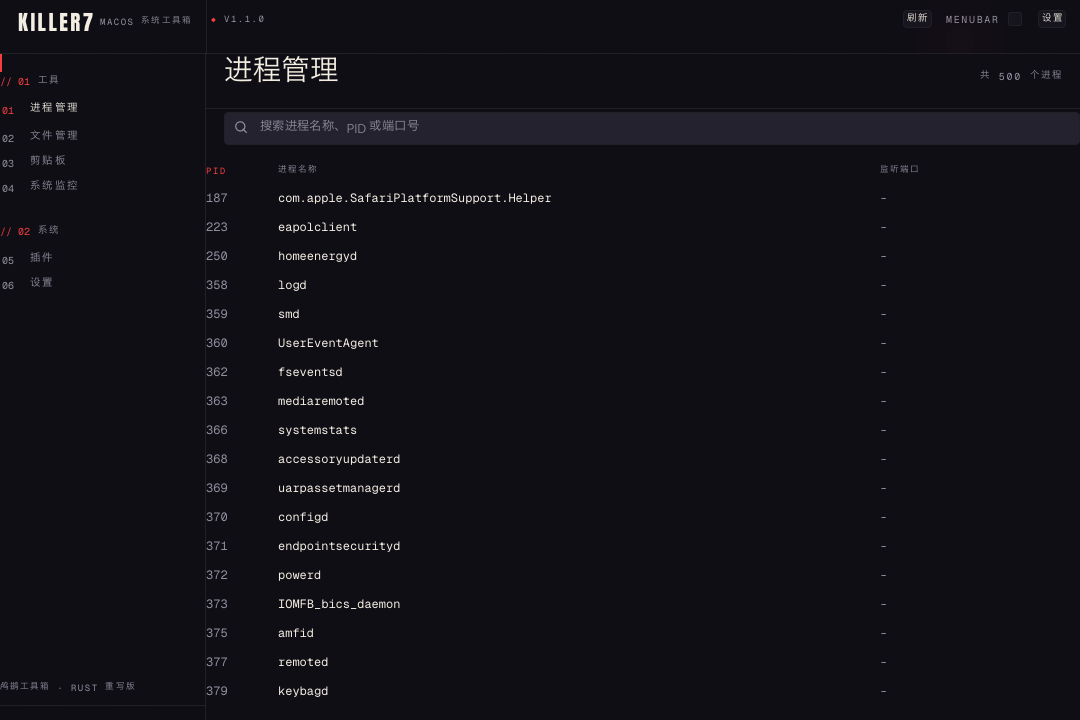 KILLER7 MACOS 系统工具箱 V1.1.0 刷新 MENUBAR 设置
// 01 工具
01 进程管理
02 文件管理
03 剪贴板
04 系统监控
// 02 系统
05 插件
06 设置
工具箱 · RUST 重写版
进程管理 共 500 个进程
搜索进程名称、PID 或端口号
PID 进程名称 监听端口
187 com.apple.SafariPlatformSupport.Helper –
223 eapolclient –
250 homeenergyd –
358 logd –
359 smd –
360 UserEventAgent –
362 fseventsd –
363 mediaremoted –
366 systemstats –
368 accessoryupdaterd –
369 uarpassetmanagerd –
370 configd –
371 endpointsecurityd –
372 powerd –
373 IOMFB_bics_daemon –
375 amfid –
377 remoted –
379 keybagd –